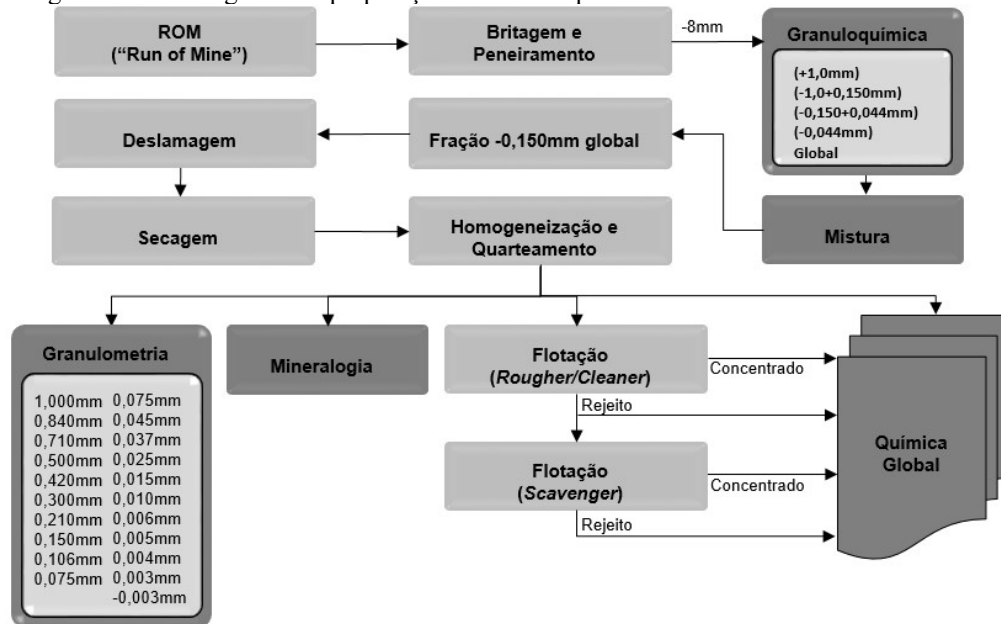 ROM
(“Run of Mine”)
Britagem e
Peneiramento
-8mm
Granuloquímica
(+1,0mm)
(-1,0+0,150mm)
(-0,150+0,044mm)
(-0,044mm)
Global
Deslamagem
Fração -0,150mm global
Mistura
Secagem
Homogeneização e
Quarteamento
Granulometria
1,000mm 0,075mm
0,840mm 0,045mm
0,710mm 0,037mm
0,500mm 0,025mm
0,420mm 0,015mm
0,300mm 0,010mm
0,210mm 0,006mm
0,150mm 0,005mm
0,106mm 0,004mm
0,075mm 0,003mm
-0,003mm
Mineralogia
Flotação
(Rougher/Cleaner)
Concentrado
Rejeito
Flotação
(Scavenger)
Concentrado
Rejeito
Química
Global